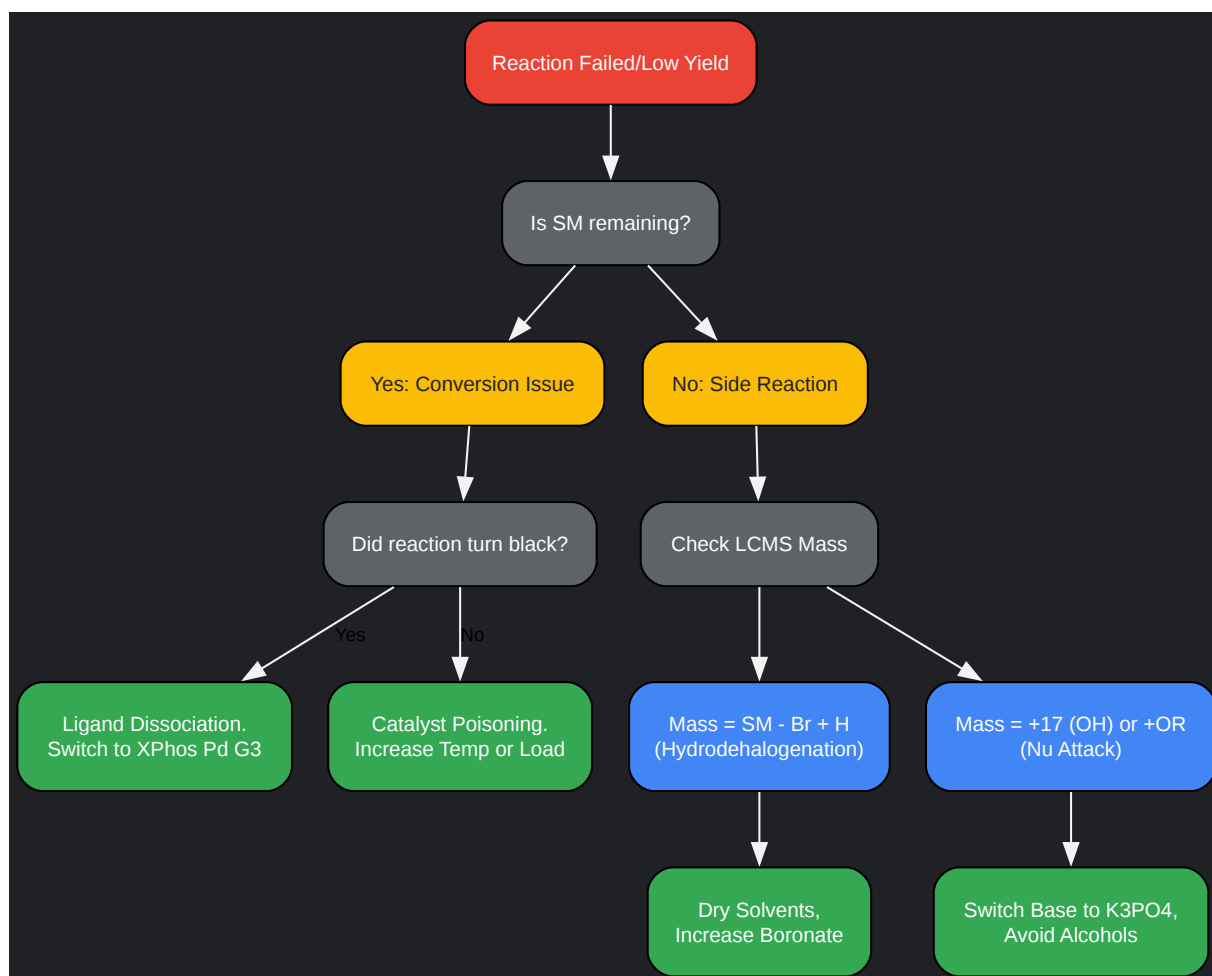 Reaction Failed/Low Yield
Is SM remaining?
Yes: Conversion Issue
No: Side Reaction
Did reaction turn black?
Check LCMS Mass
Yes
No
Ligand Dissociation.
Switch to XPhos Pd G3
Catalyst Poisoning.
Increase Temp or Load
Mass = SM - Br + H
(Hydrodehalogenation)
Mass = +17 (OH) or +OR
(Nu Attack)
Dry Solvents,
Increase Boronate
Switch Base to K3PO4,
Avoid Alcohols